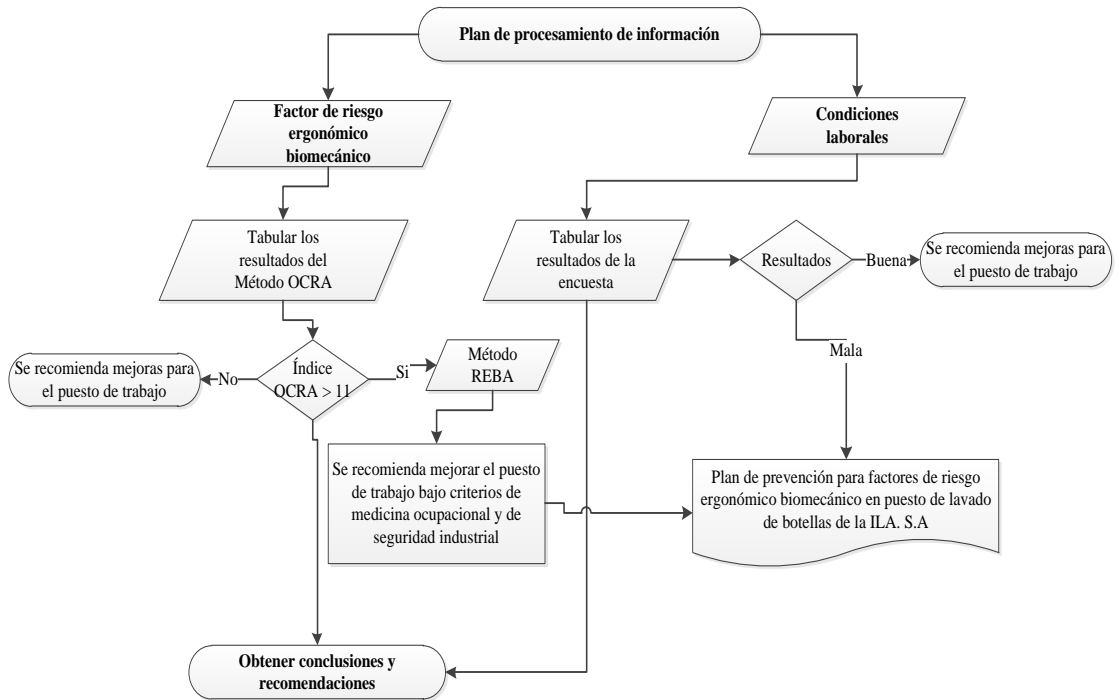 Plan de procesamiento de información
Factor de riesgo
ergonómico
biomecánico
Condiciones
laborales
Tabular los
resultados del
Método OCRA
Tabular los
resultados de la
encuesta
Resultados
Buena
Se recomienda mejoras para
el puesto de trabajo
Mala
Se recomienda mejoras para
el puesto de trabajo
No
Índice
OCRA > 11
Si
Método
REBA
Se recomienda mejorar el puesto
de trabajo bajo criterios de
medicina ocupacional y de
seguridad industrial
Plan de prevención para factores de riesgo
ergonómico biomecánico en puesto de lavado
de botellas de la ILA. S.A
Obtener conclusiones y
recomendaciones